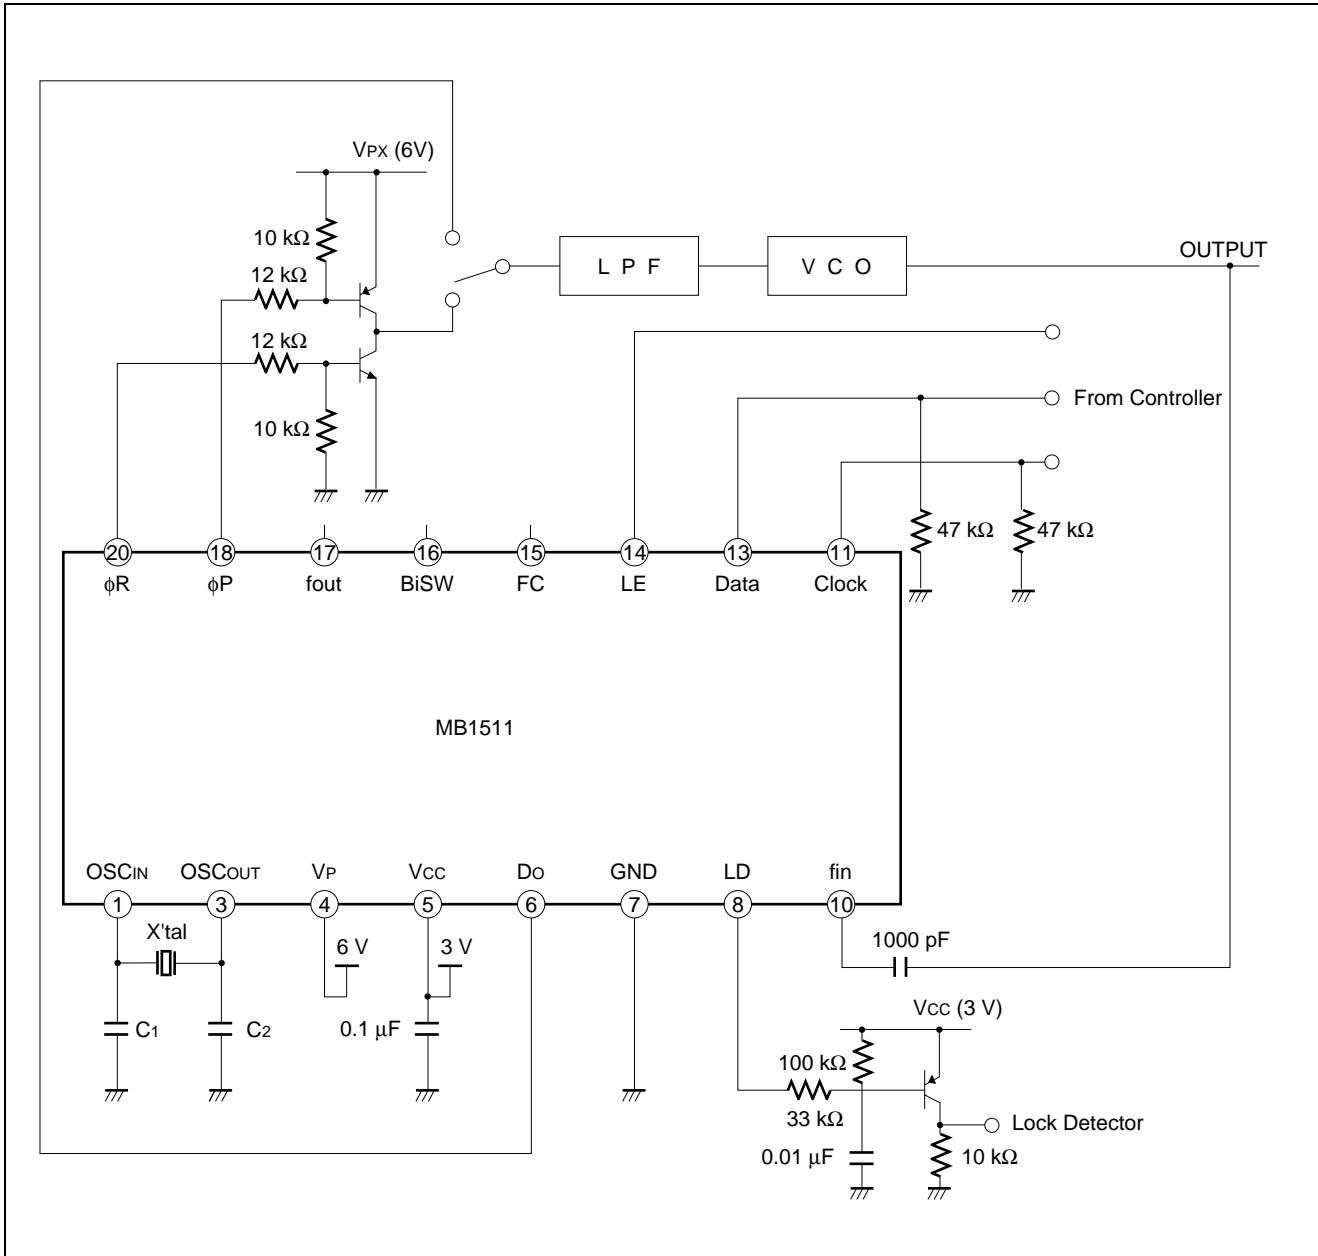 VPX (6V)
10 kΩ
12 kΩ
12 kΩ
10 kΩ
L P F
V C O
OUTPUT
From Controller
47 kΩ
47 kΩ
20
18
17
16
15
14
13
11
φR
φP
fout
BiSW
FC
LE
Data
Clock
MB1511
OSCIN
OSCOUT
VP
VCC
DO
GND
LD
fin
1
3
4
5
6
7
8
10
X'tal
6 V
3 V
1000 pF
C1
C2
0.1 μF
VCC (3 V)
100 kΩ
33 kΩ
Lock Detector
0.01 μF
10 kΩ